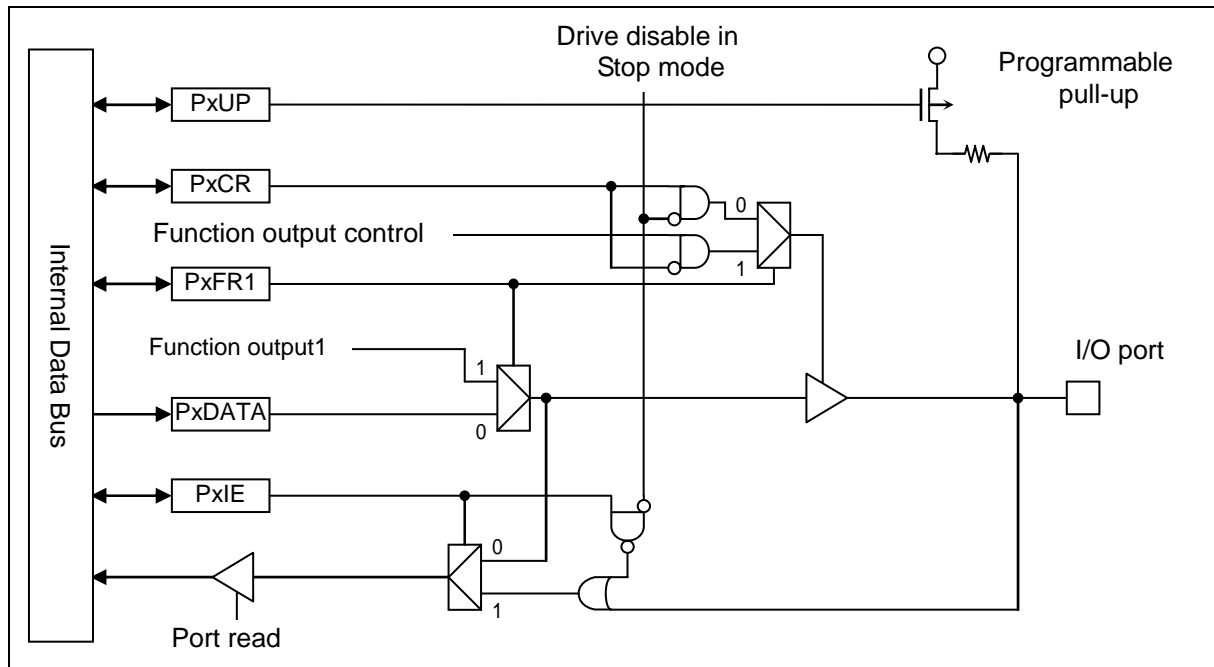 Drive disable in
Stop mode
Programmable
pull-up
PxUP
PxCR
0
Function output control
1
PxFR1
Internal Data Bus
Function output1
1
I/O port
PxDATA
0
PxIE
0
1
Port read